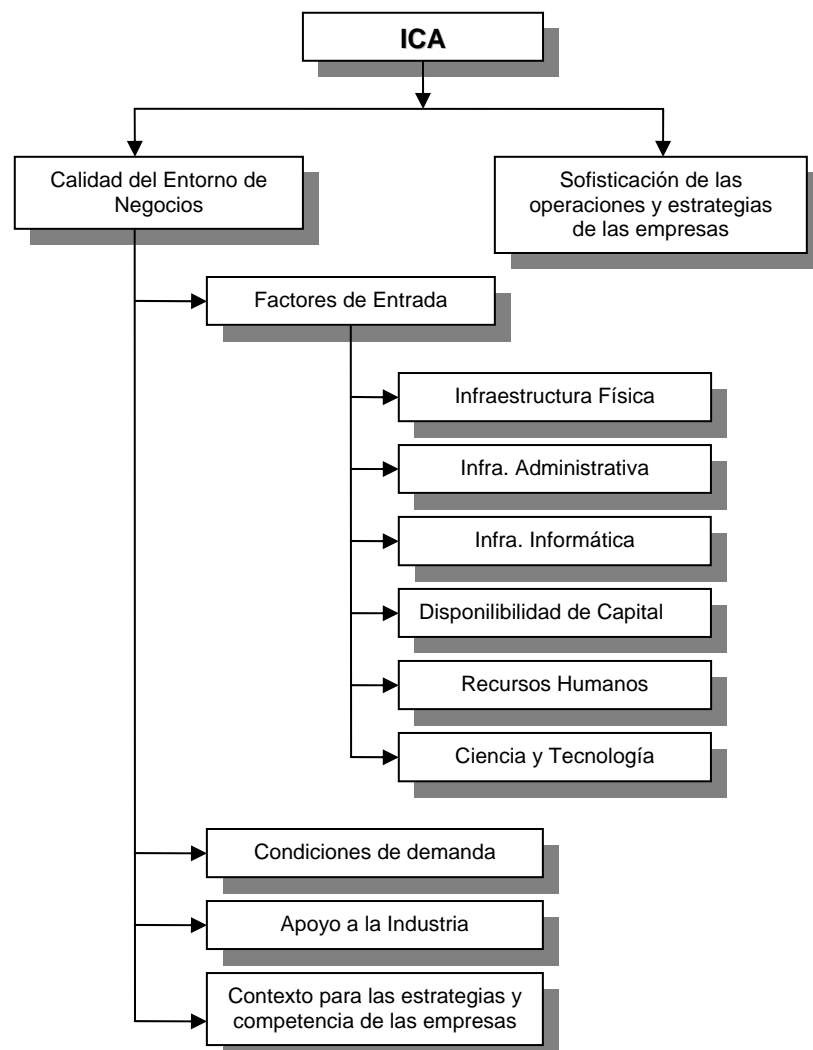 ICA
Calidad del Entorno de
Negocios
Sofisticación de las
operaciones y estrategias
de las empresas
Factores de Entrada
Infraestructura Física
Infra. Administrativa
Infra. Informática
Disponilibidad de Capital
Recursos Humanos
Ciencia y Tecnología
Condiciones de demanda
Apoyo a la Industria
Contexto para las estrategias y
competencia de las empresas